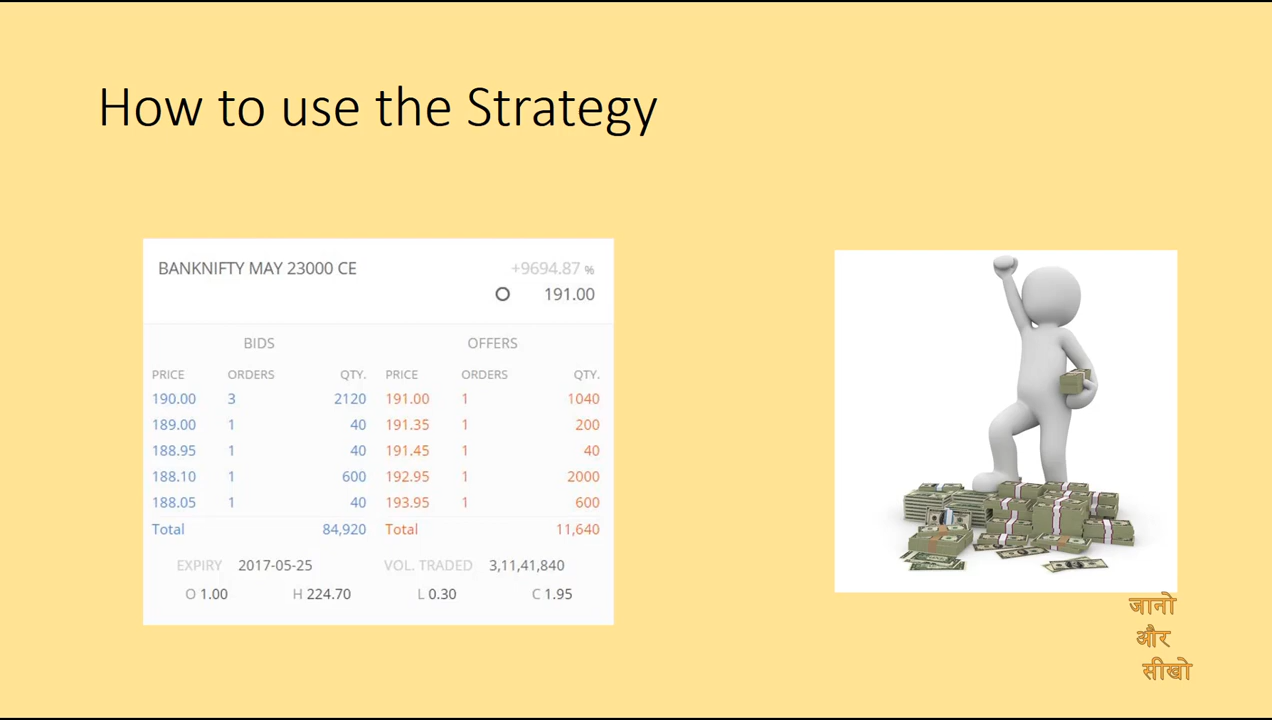 How to use the Strategy
BANKNIFTY MAY 23000 CE +9694.87 %
191.00
BIDS OFFERS
PRICE ORDERS QTY. PRICE ORDERS QTY.
190.00 3 2120 191.00 1 1040
189.00 1 40 191.35 1 200
188.95 1 40 191.45 1 40
188.10 1 600 192.95 1 2000
188.05 1 40 193.95 1 600
Total 84,920 Total 11,640
EXPIRY 2017-05-25 VOL. TRADED 3,11,41,840
O 1.00 H 224.70 L 0.30 C 1.95
जानो
और
सीखो